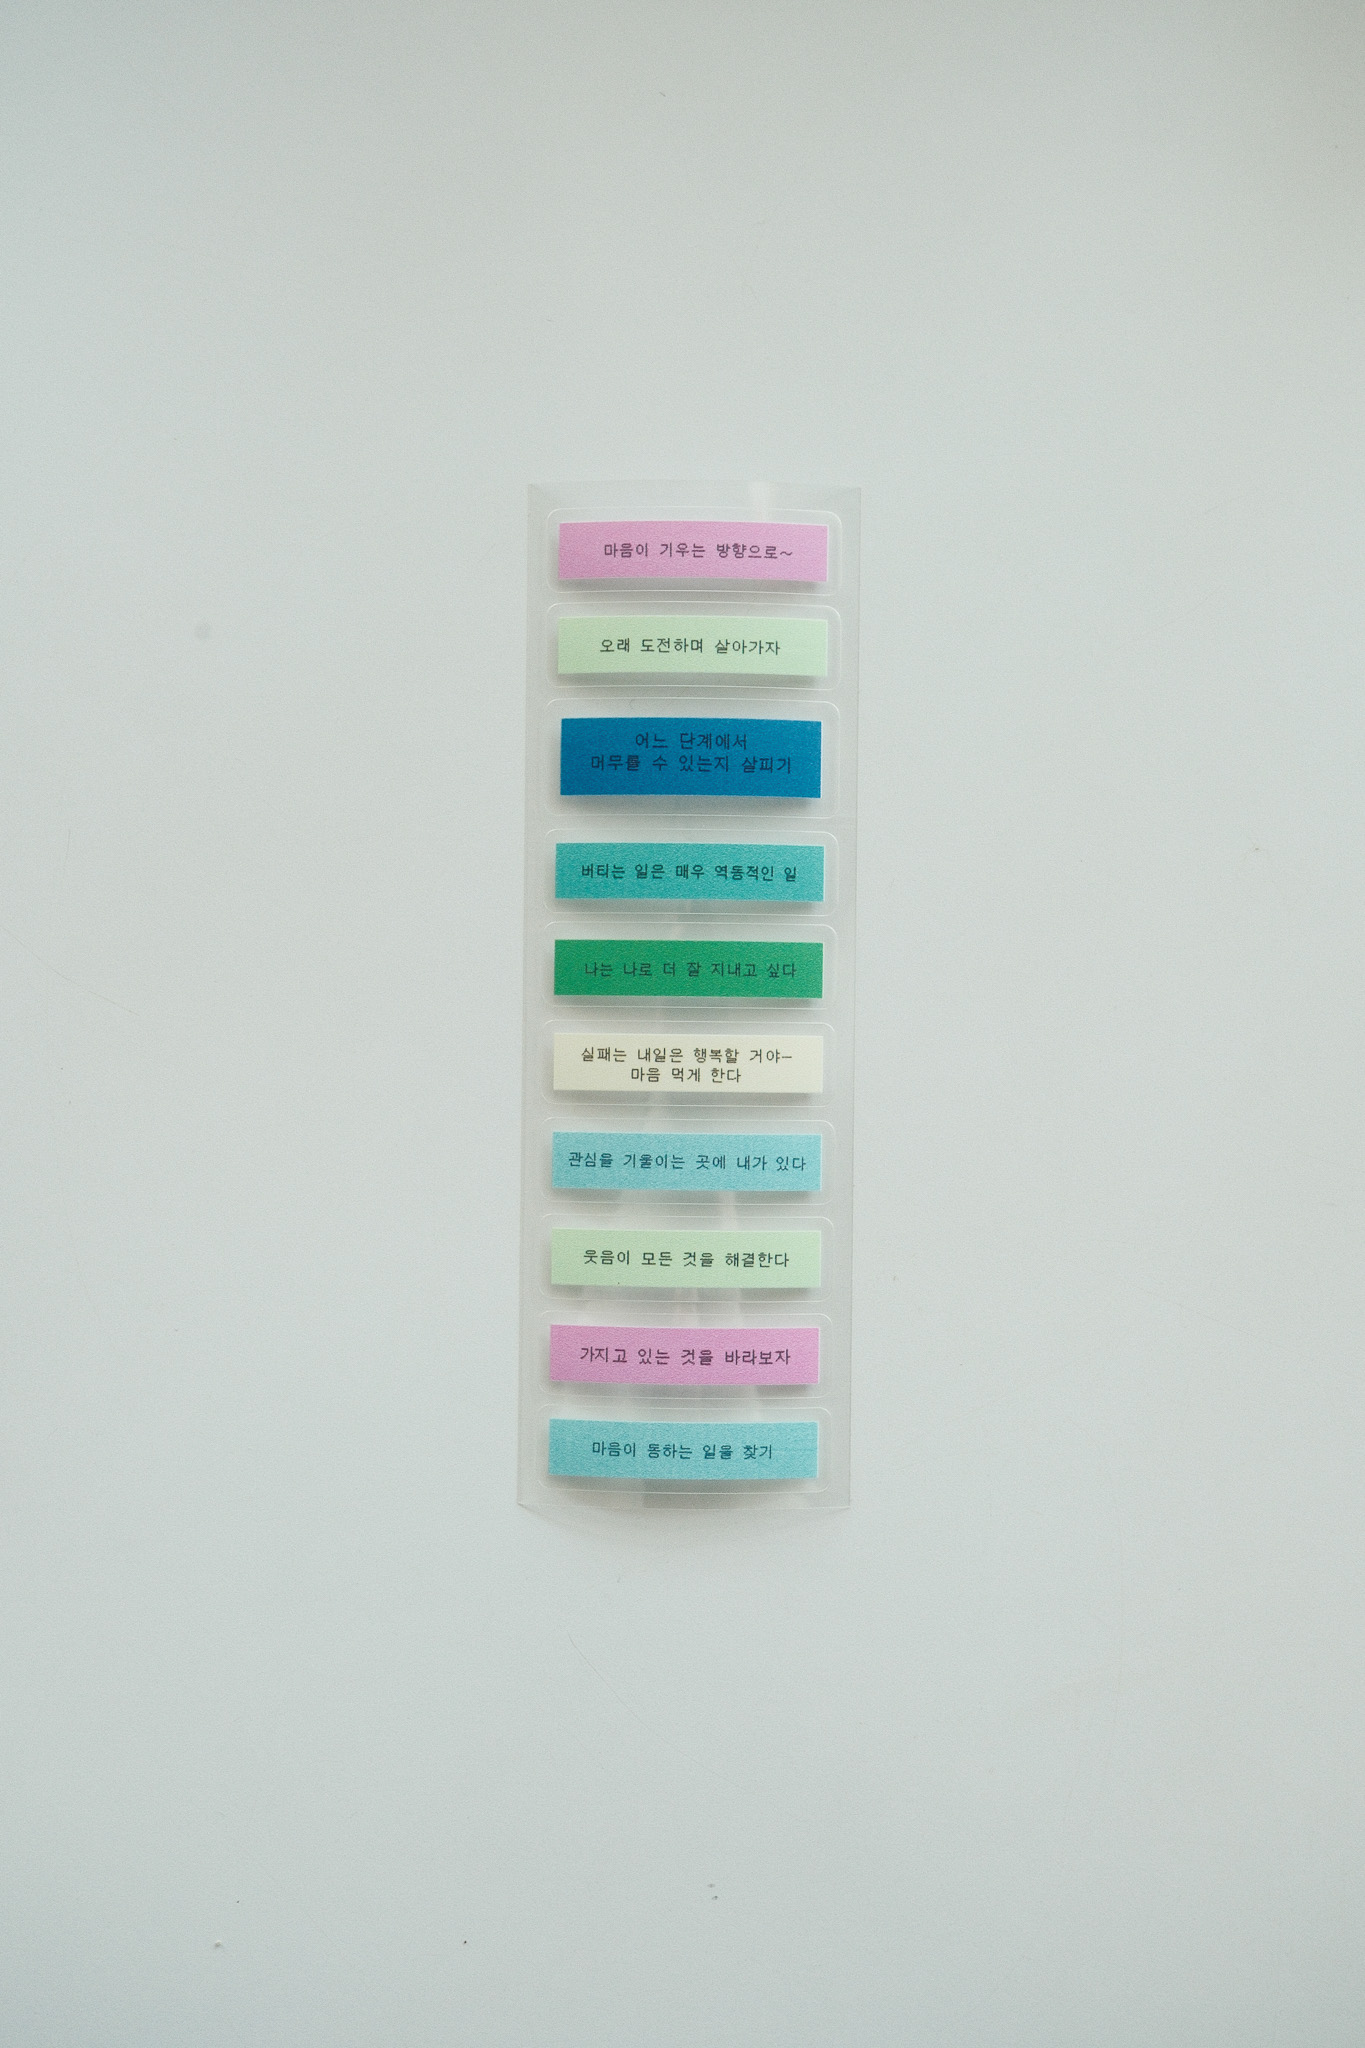 마음이 기우는 방향으로~
오래 도전하며 살아가자
어느 단계에서
머무를 수 있는지 살피기
버티는 일은 매우 역동적인 일
나는 나로 더 잘 지내고 싶다
실패는 내일은 행복할 거야—
마음 먹게 한다
관심을 기울이는 곳에 내가 있다
웃음이 모든 것을 해결한다
가지고 있는 것을 바라보자
마음이 동하는 일을 찾기